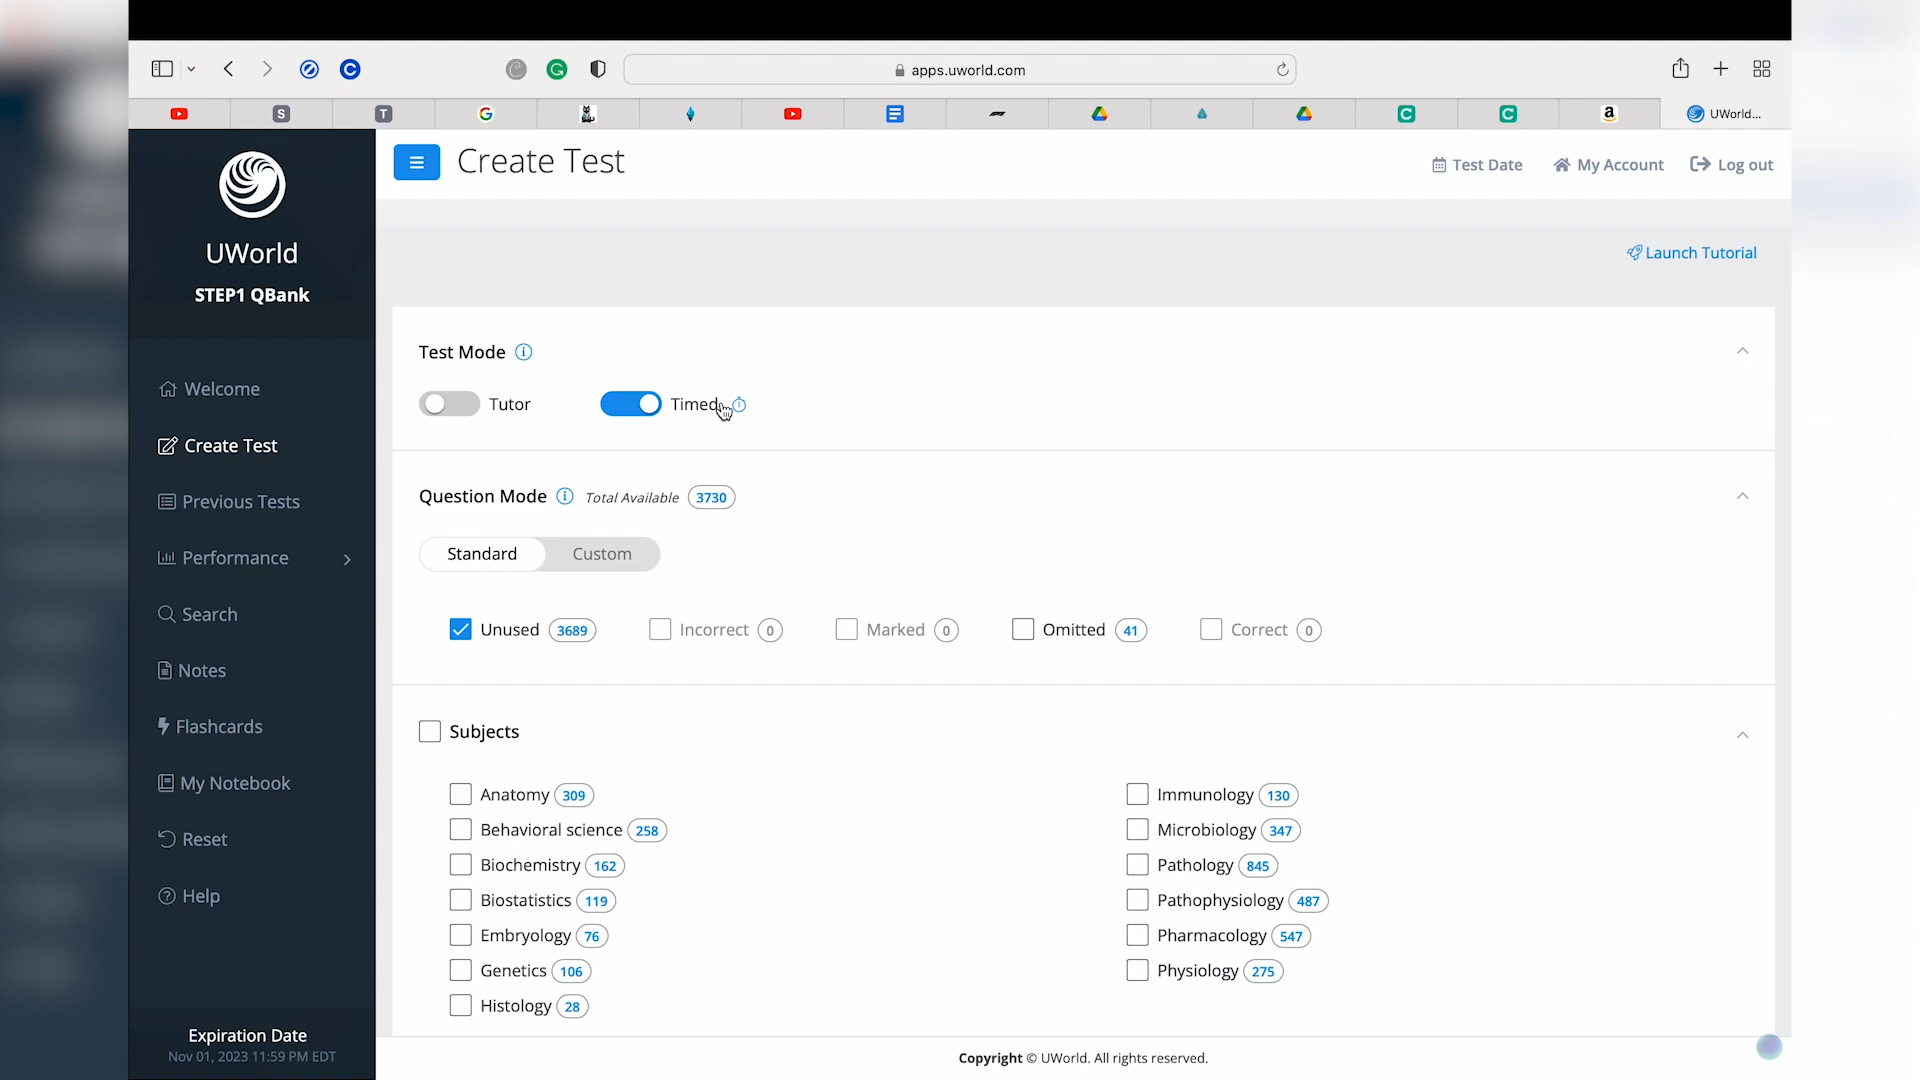 apps.uworld.com
S
T
G
C
C
a
UWorld...
Create Test
Test Date
My Account
Log out
UWorld
STEP1 QBank
Launch Tutorial
Test Mode
Tutor
Timed
Welcome
Create Test
Previous Tests
Performance
Search
Notes
Flashcards
My Notebook
Reset
Help
Question Mode Total Available 3730
Standard Custom
Unused 3689 Incorrect 0 Marked 0 Omitted 41 Correct 0
Subjects
Anatomy 309
Behavioral science 258
Biochemistry 162
Biostatistics 119
Embryology 76
Genetics 106
Histology 28
Immunology 130
Microbiology 347
Pathology 845
Pathophysiology 487
Pharmacology 547
Physiology 275
Expiration Date
Nov 01, 2023 11:59 PM EDT
Copyright © UWorld. All rights reserved.